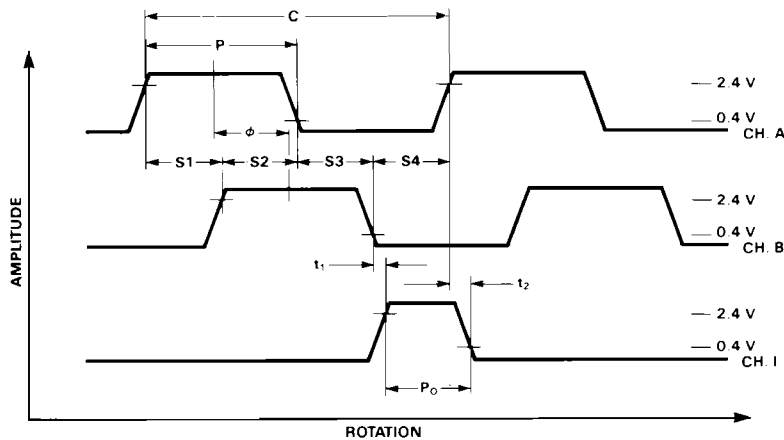 C
P
2.4 V
0.4 V
CH. A
ϕ
S1 S2 S3 S4
2.4 V
0.4 V
CH. B
t₁
t₂
2.4 V
0.4 V
CH. I
P₀
AMPLITUDE
ROTATION